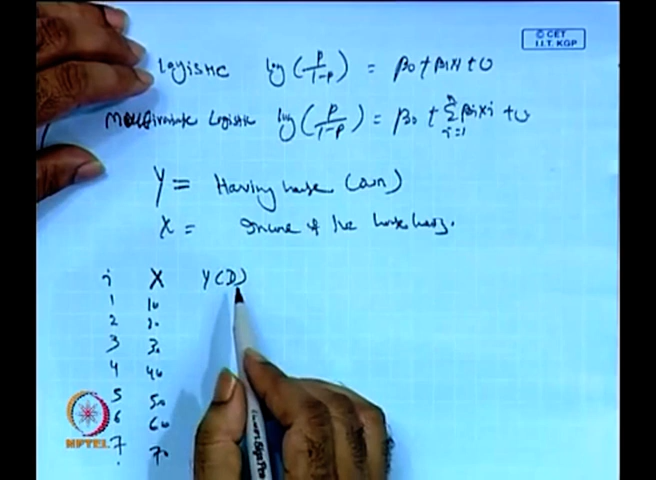 © CET
I.I.T. KGP
Logistic log(P/1-P) = β0 + β1x1 + U
Multivariate Logistic log(P/1-P) = β0 + Σ i=1 n βixi + U
Y = Having house (own)
X = Income of the
i X Y(D)
1 10
2 20
3 30
4 40
5 50
6 60
7 70
NPTEL